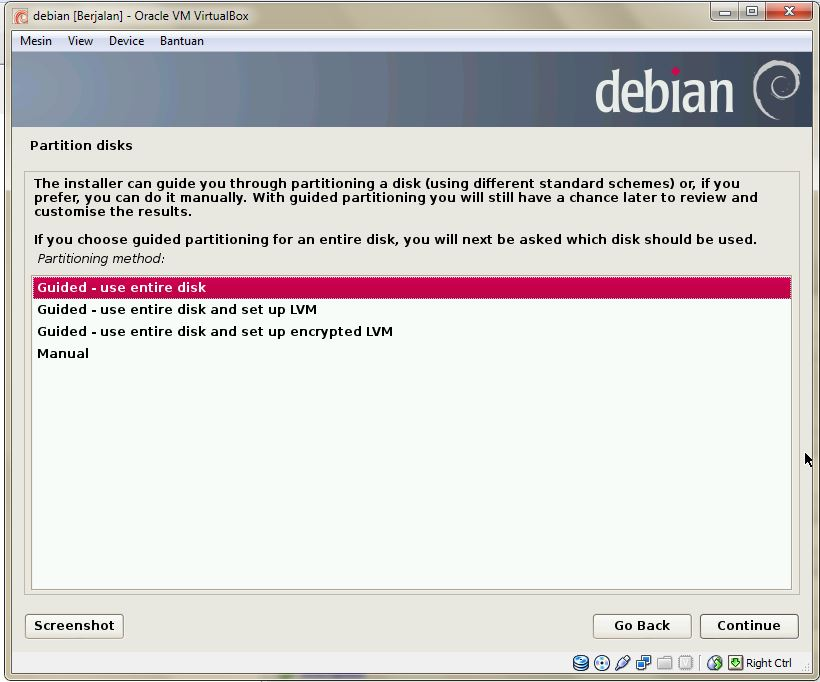 debian [Berjalan] - Oracle VM VirtualBox
Mesin View Device Bantuan
debian
Partition disks
The installer can guide you through partitioning a disk (using different standard schemes) or, if you
prefer, you can do it manually. With guided partitioning you will still have a chance later to review and
customise the results.
If you choose guided partitioning for an entire disk, you will next be asked which disk should be used.
Partitioning method:
Guided - use entire disk
Guided - use entire disk and set up LVM
Guided - use entire disk and set up encrypted LVM
Manual
Screenshot Go Back Continue
Right Ctrl